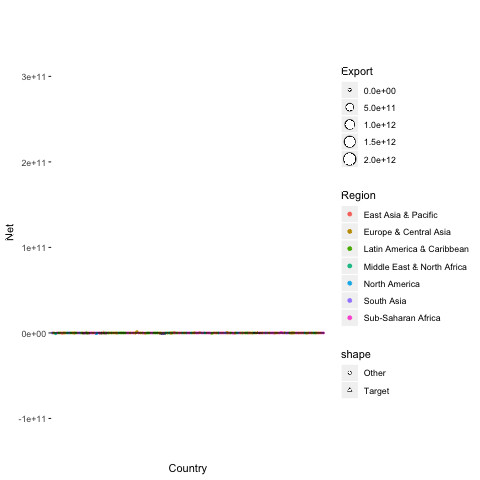 Net
3e+11
2e+11
1e+11
0e+00
-1e+11
Country
Export
0.0e+00
5.0e+11
1.0e+12
1.5e+12
2.0e+12
Region
East Asia & Pacific
Europe & Central Asia
Latin America & Caribbean
Middle East & North Africa
North America
South Asia
Sub-Saharan Africa
shape
Other
Target